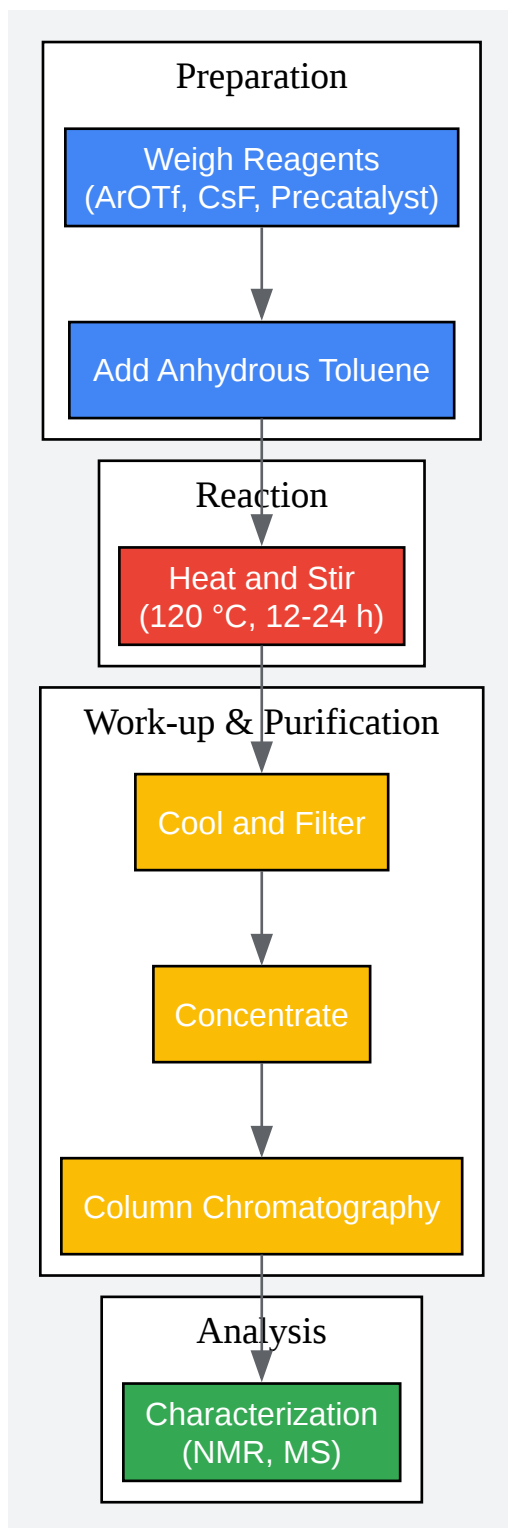 Preparation
Weigh Reagents
(ArOTf, CsF, Precatalyst)
Add Anhydrous Toluene
Reaction
Heat and Stir
(120 °C, 12-24 h)
Work-up & Purification
Cool and Filter
Concentrate
Column Chromatography
Analysis
Characterization
(NMR, MS)